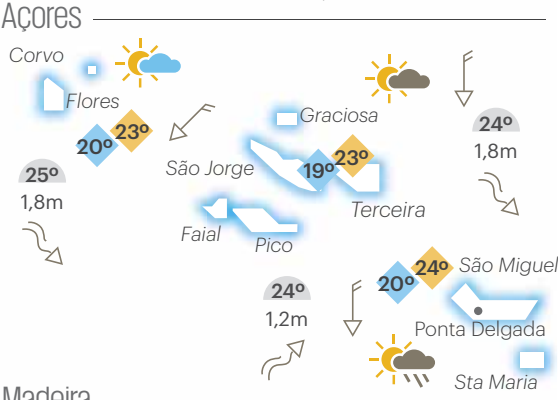 Açores
Corvo
Flores
20º 23º
25º
1,8m
Graciosa
24º
1,8m
São Jorge
19º 23º
Terceira
Faial
Pico
24º
1,2m
20º 24º
São Miguel
Ponta Delgada
Sta Maria
Madeira